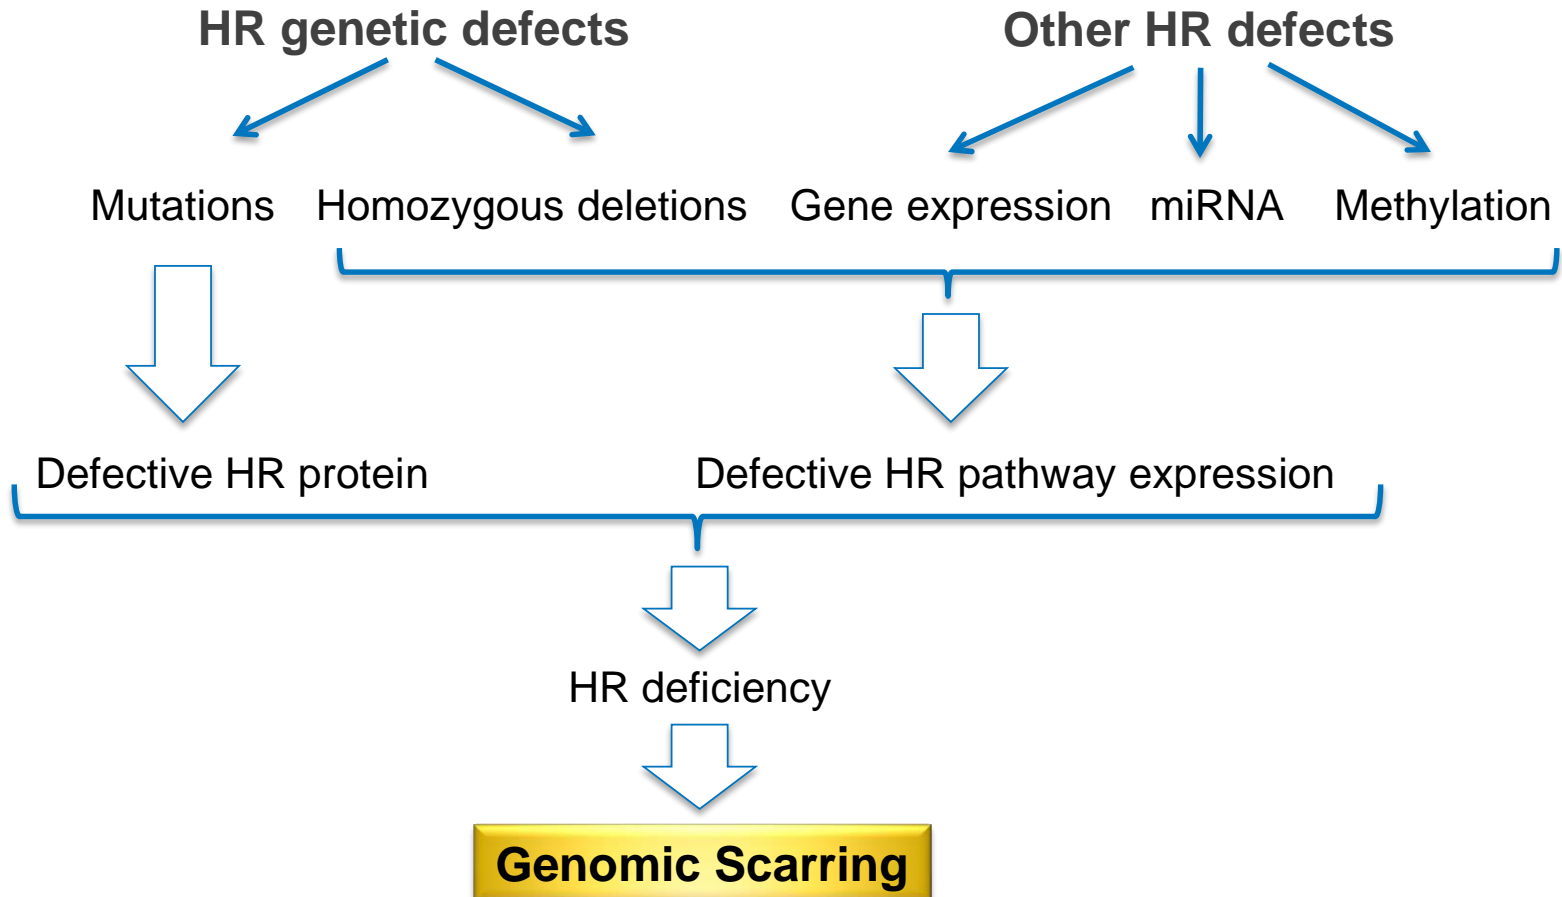 HR genetic defects
Other HR defects
Mutations
Homozygous deletions
Gene expression
miRNA
Methylation
Defective HR protein
Defective HR pathway expression
HR deficiency
Genomic Scarring